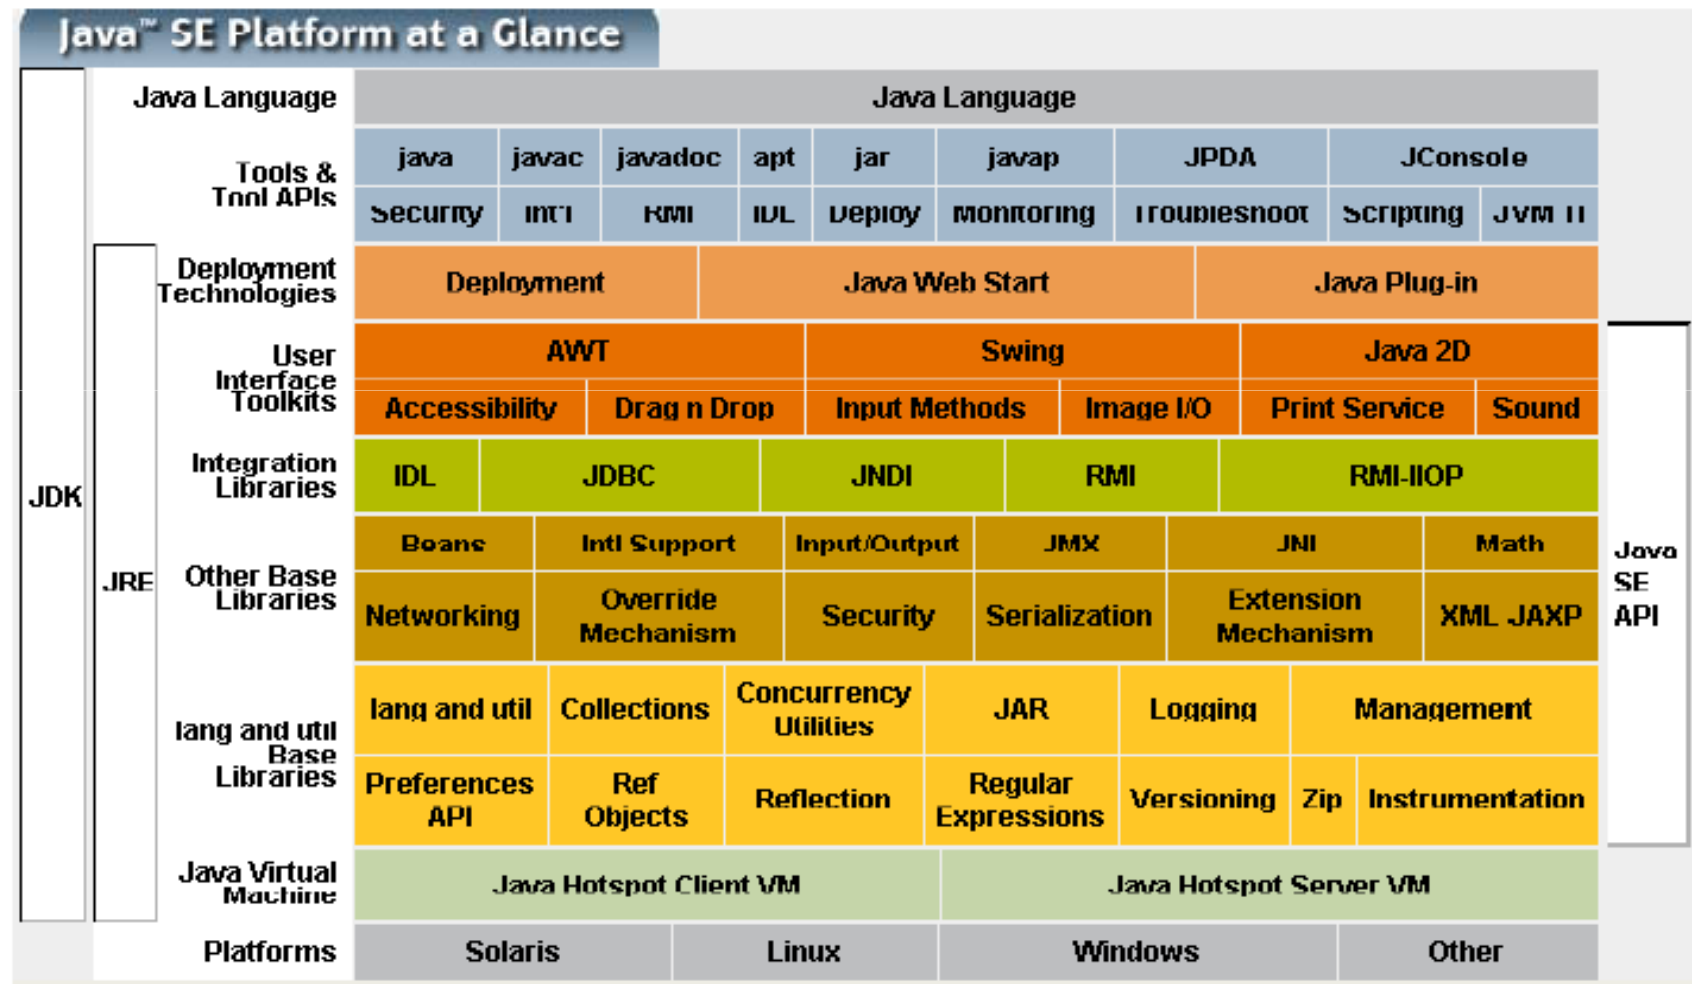 Java™ SE Platform at a Glance
Java Language
Java Language
Tools &
Tool APIs
java javac javadoc apt jar javap JPDA JConsole
Security Int'l RMI IDL Deploy Monitoring Troubleshoot Scripting JVM TI
Deployment
Technologies
Deployment Java Web Start Java Plug-in
User
Interface
Toolkits
AWT Swing Java 2D
Accessibility Drag n Drop Input Methods Image I/O Print Service Sound
Integration
Libraries
IDL JDBC JNDI RMI RMI-IIOP
JDK
JRE
Other Base
Libraries
Beans Intl Support Input/Output JMX JNI Math
Networking Override
Mechanism Security Serialization Extension
Mechanism XML JAXP
Java
SE
API
lang and util
Base
Libraries
lang and util Collections Concurrency
Utilities JAR Logging Management
Preferences
API Ref
Objects Reflection Regular
Expressions Versioning Zip Instrumentation
Java Virtual
Machine
Java Hotspot Client VM Java Hotspot Server VM
Platforms
Solaris Linux Windows Other